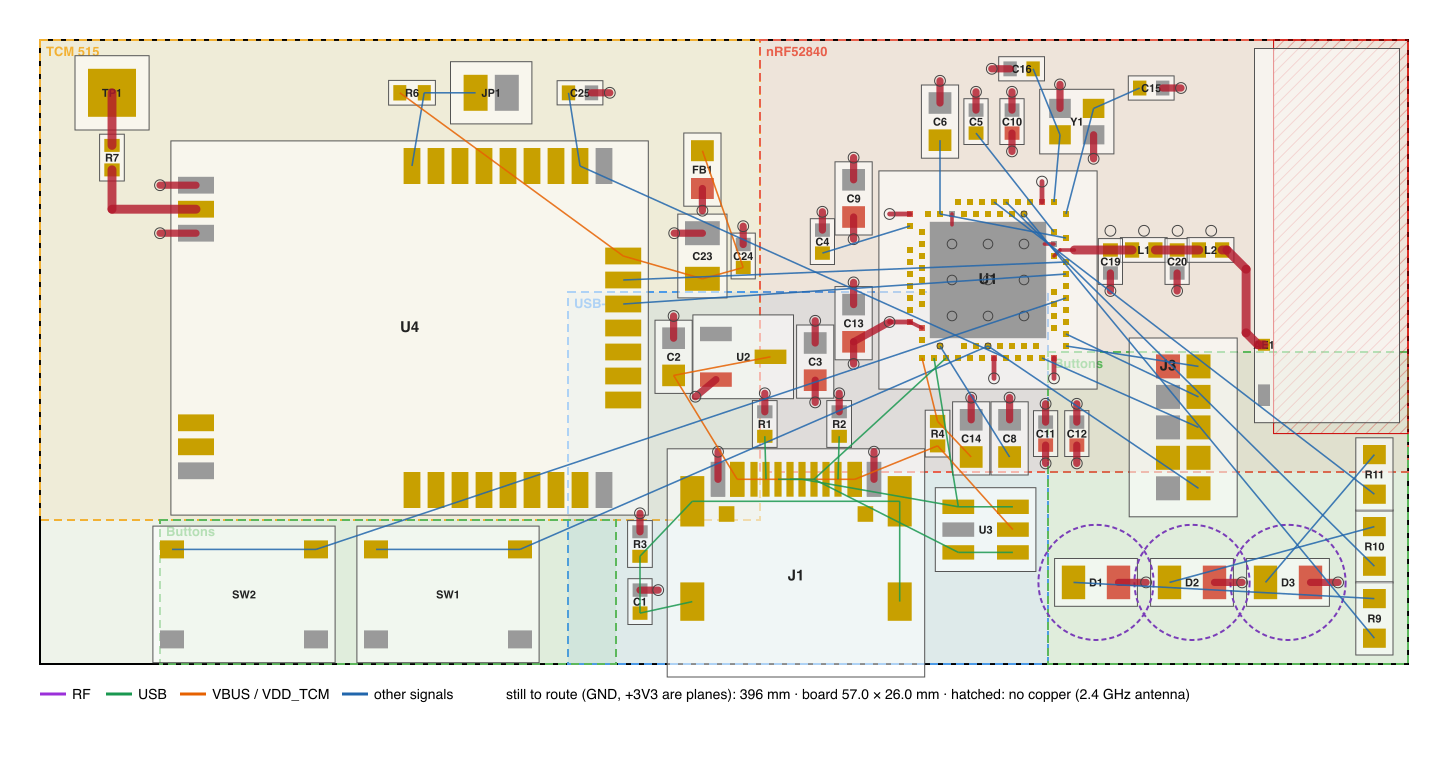 TCM 515
nRF52840
TP1
R6
JP1
C25
C16
C15
C6
C5
C10
Y1
R7
FB1
C9
C4
C23
C24
C19
L1
C20
L2
U1
USB-
U4
C13
E1
C2
U2
C3
Buttons
J3
R1
R2
R4
C14
C8
C11
C12
R11
Buttons
R3
U3
R10
J1
D1
D2
D3
SW2
SW1
C1
R9
RF
USB
VBUS / VDD_TCM
other signals
still to route (GND, +3V3 are planes): 396 mm · board 57.0 × 26.0 mm · hatched: no copper (2.4 GHz antenna)